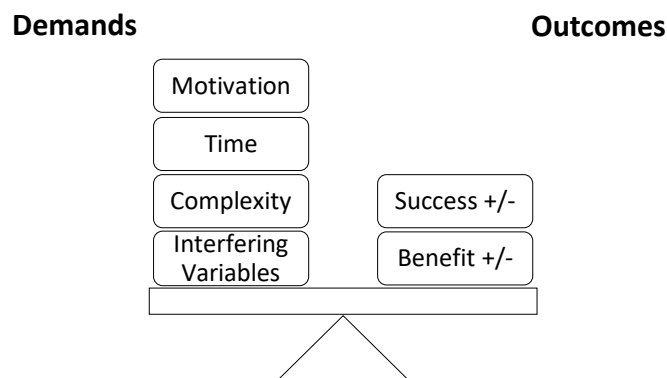 Demands
Outcomes
Motivation
Time
Complexity
Success +/-
Interfering
Variables
Benefit +/-